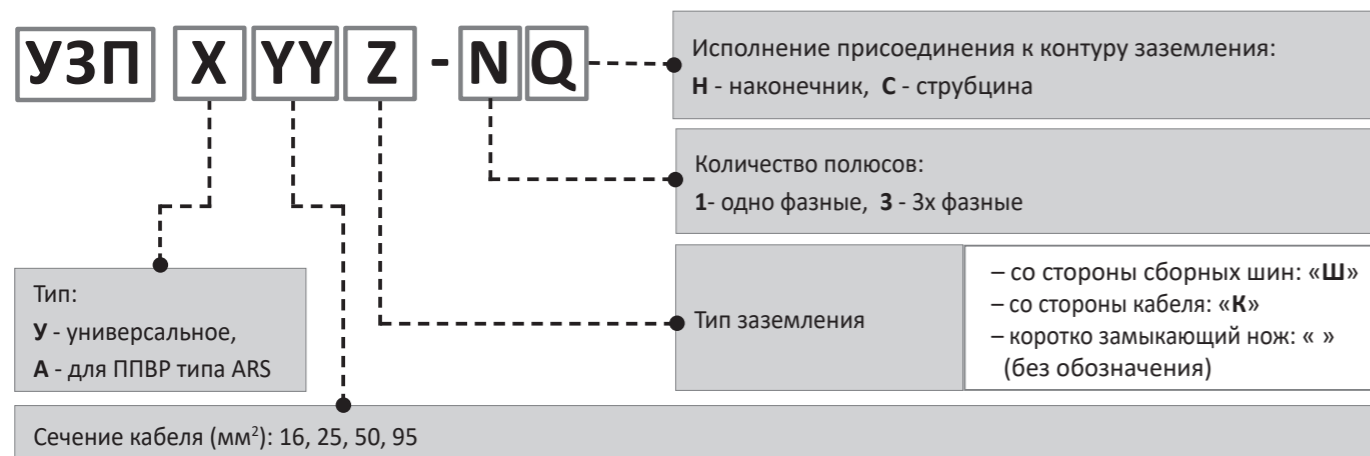 УЗП X YY Z - N Q
Исполнение присоединения к контуру заземления:
Н - наконечник, С - струбцина
Количество полюсов:
1- одно фазные, 3 - 3х фазные
Тип заземления
– со стороны сборных шин: «Ш»
– со стороны кабеля: «К»
– коротко замыкающий нож: « »
(без обозначения)
Тип:
У - универсальное,
А - для ППВР типа ARS
Сечение кабеля (мм²): 16, 25, 50, 95